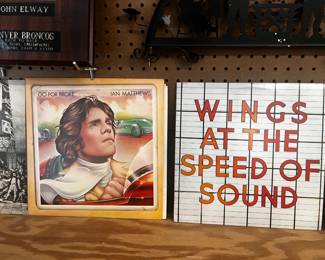 JOHN ELWAY
DENVER BRONCOS
GO FOR BROKE
IAN MATTHEWS
WINGS
AT THE
SPEED OF
SOUND